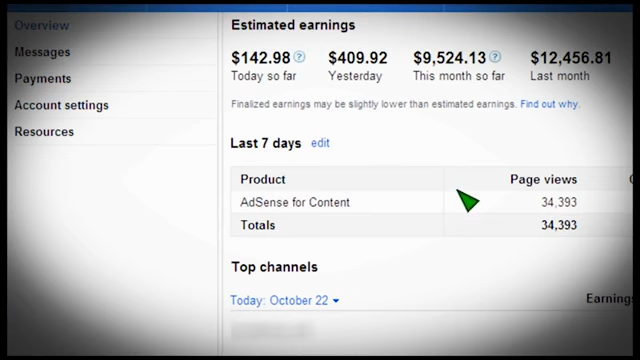 Overview
Messages
Payments
Account settings
Resources
Estimated earnings
$142.98 ? $409.92 $9,524.13 ? $12,456.81
Today so far Yesterday This month so far Last month
Finalized earnings may be slightly lower than estimated earnings. Find out why.
Last 7 days edit
Product Page views
AdSense for Content 34,393
Totals 34,393
Top channels
Today: October 22
Earnings